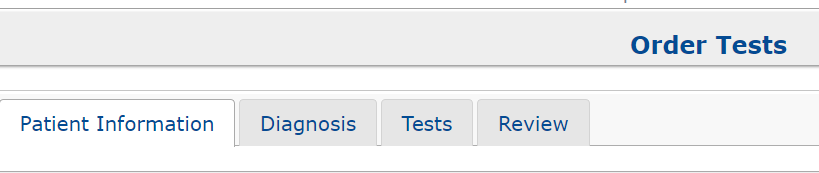 Order Tests
Patient Information Diagnosis Tests Review